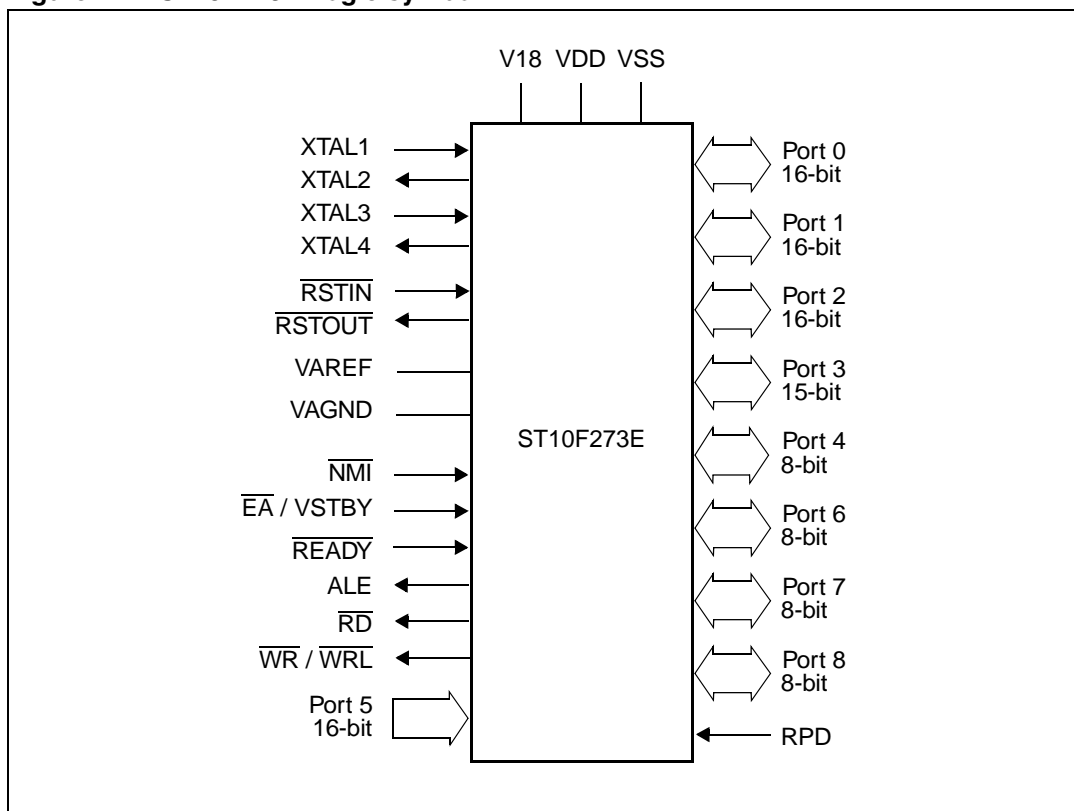 V18 VDD VSS
XTAL1
XTAL2
XTAL3
XTAL4
RSTIN
RSTOUT
VAREF
VAGND
NMI
EA / VSTBY
READY
ALE
RD
WR / WRL
Port 5
16-bit
ST10F273E
Port 0
16-bit
Port 1
16-bit
Port 2
16-bit
Port 3
15-bit
Port 4
8-bit
Port 6
8-bit
Port 7
8-bit
Port 8
8-bit
RPD